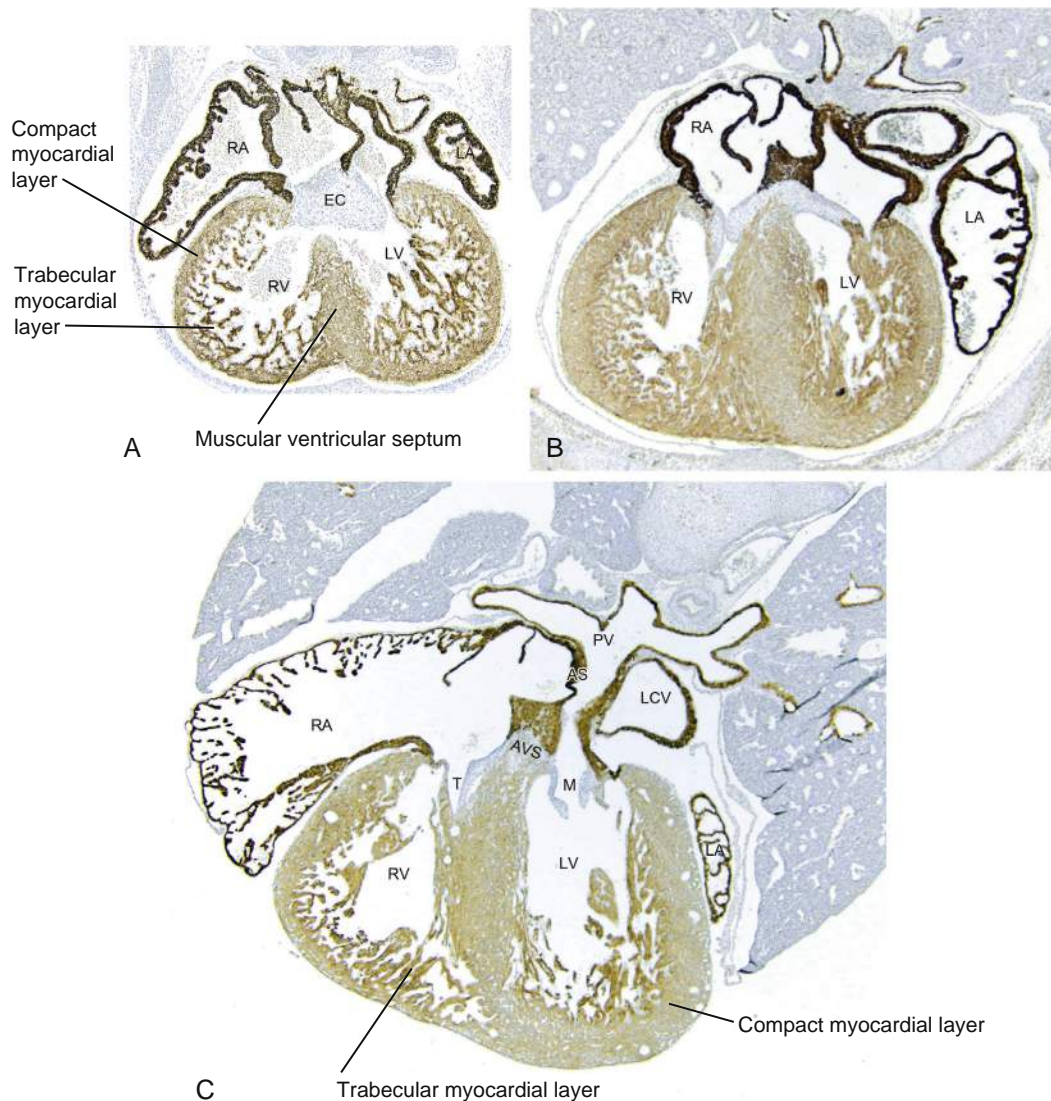 Compact
myocardial
layer
Trabecular
myocardial
layer
RA
LA
EC
LV
RV
Muscular ventricular septum
A
RA
LA
RV
LV
B
PV
AS
LCV
RA
AVS
T
M
LA
RV
LV
Compact myocardial layer
Trabecular myocardial layer
C